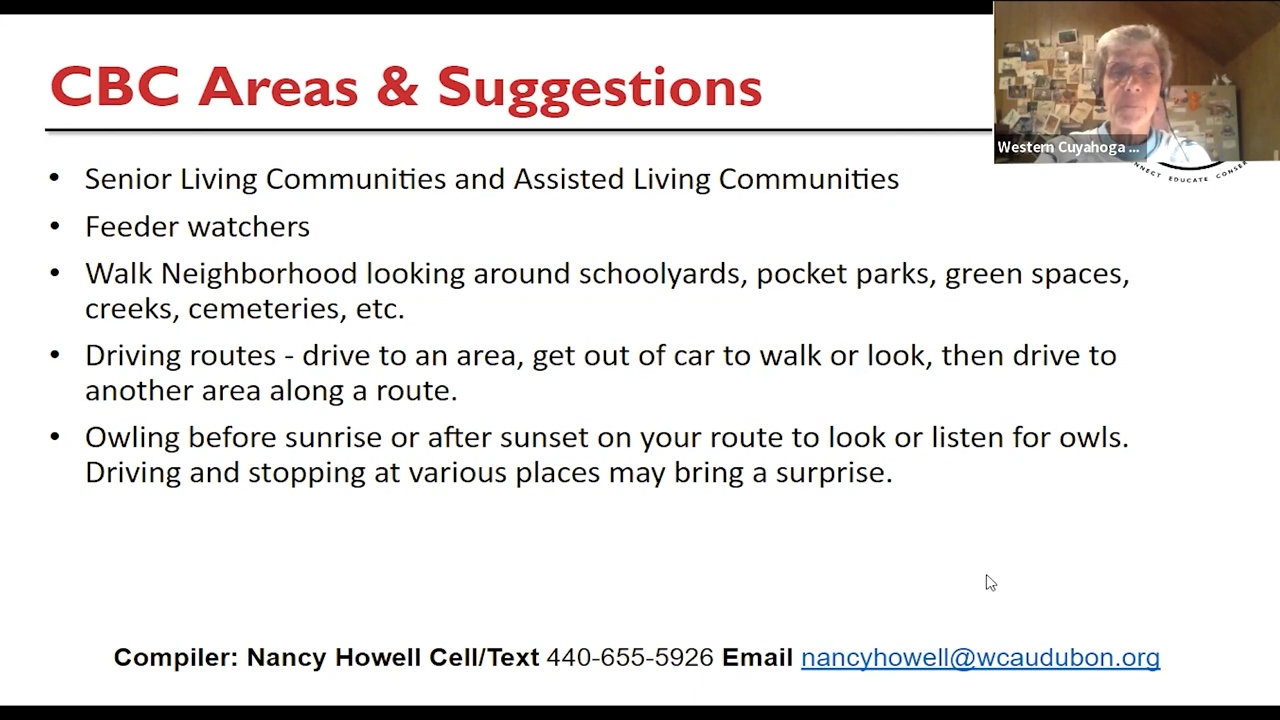 CBC Areas & Suggestions
Western Cuyahoga ...
NNECT EDUCATE CONSER
• Senior Living Communities and Assisted Living Communities
• Feeder watchers
• Walk Neighborhood looking around schoolyards, pocket parks, green spaces,
creeks, cemeteries, etc.
• Driving routes - drive to an area, get out of car to walk or look, then drive to
another area along a route.
• Owling before sunrise or after sunset on your route to look or listen for owls.
Driving and stopping at various places may bring a surprise.
Compiler: Nancy Howell Cell/Text 440-655-5926 Email nancyhowell@wcaudubon.org